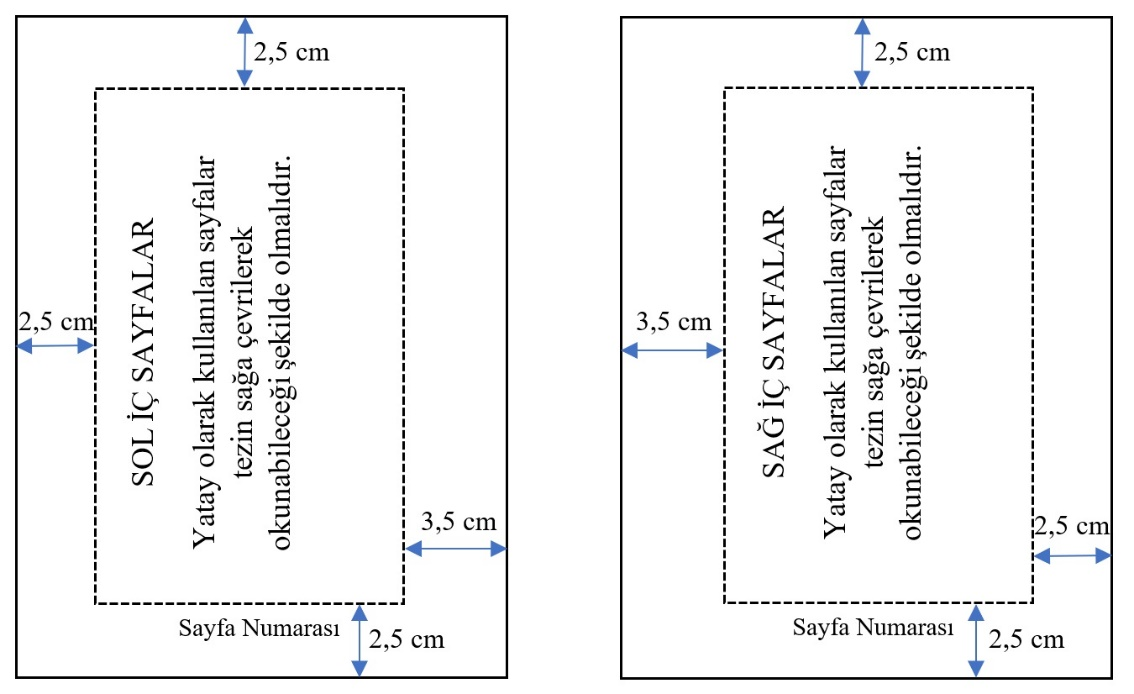 2,5 cm
SOL İÇ SAYFALAR
Yatay olarak kullanılan sayfalar
tezin sağa çevrilerek
okunabileceği şekilde olmalıdır.
2,5 cm
3,5 cm
Sayfa Numarası
2,5 cm
2,5 cm
SAĞ İÇ SAYFALAR
Yatay olarak kullanılan sayfalar
tezin sağa çevrilerek
okunabileceği şekilde olmalıdır.
3,5 cm
2,5 cm
Sayfa Numarası
2,5 cm